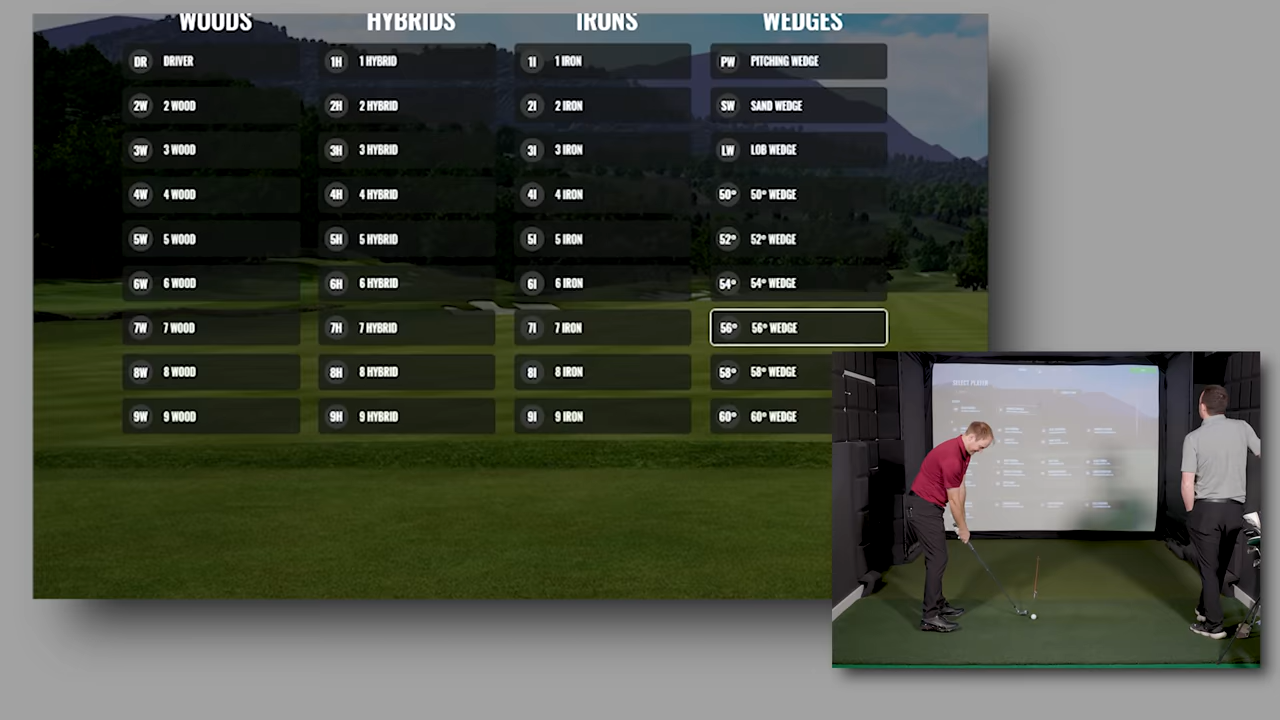 WOODS
HYBRIDS
IRONS
WEDGES
DR DRIVER
1H 1 HYBRID
1I 1 IRON
PW PITCHING WEDGE
2W 2 WOOD
2H 2 HYBRID
2I 2 IRON
SW SAND WEDGE
3W 3 WOOD
3H 3 HYBRID
3I 3 IRON
LW LOB WEDGE
4W 4 WOOD
4H 4 HYBRID
4I 4 IRON
50° 50° WEDGE
5W 5 WOOD
5H 5 HYBRID
5I 5 IRON
52° 52° WEDGE
6W 6 WOOD
6H 6 HYBRID
6I 6 IRON
54° 54° WEDGE
7W 7 WOOD
7H 7 HYBRID
7I 7 IRON
56° 56° WEDGE
8W 8 WOOD
8H 8 HYBRID
8I 8 IRON
58° 58° WEDGE
9W 9 WOOD
9H 9 HYBRID
9I 9 IRON
60° 60° WEDGE
SELECT PLAYER